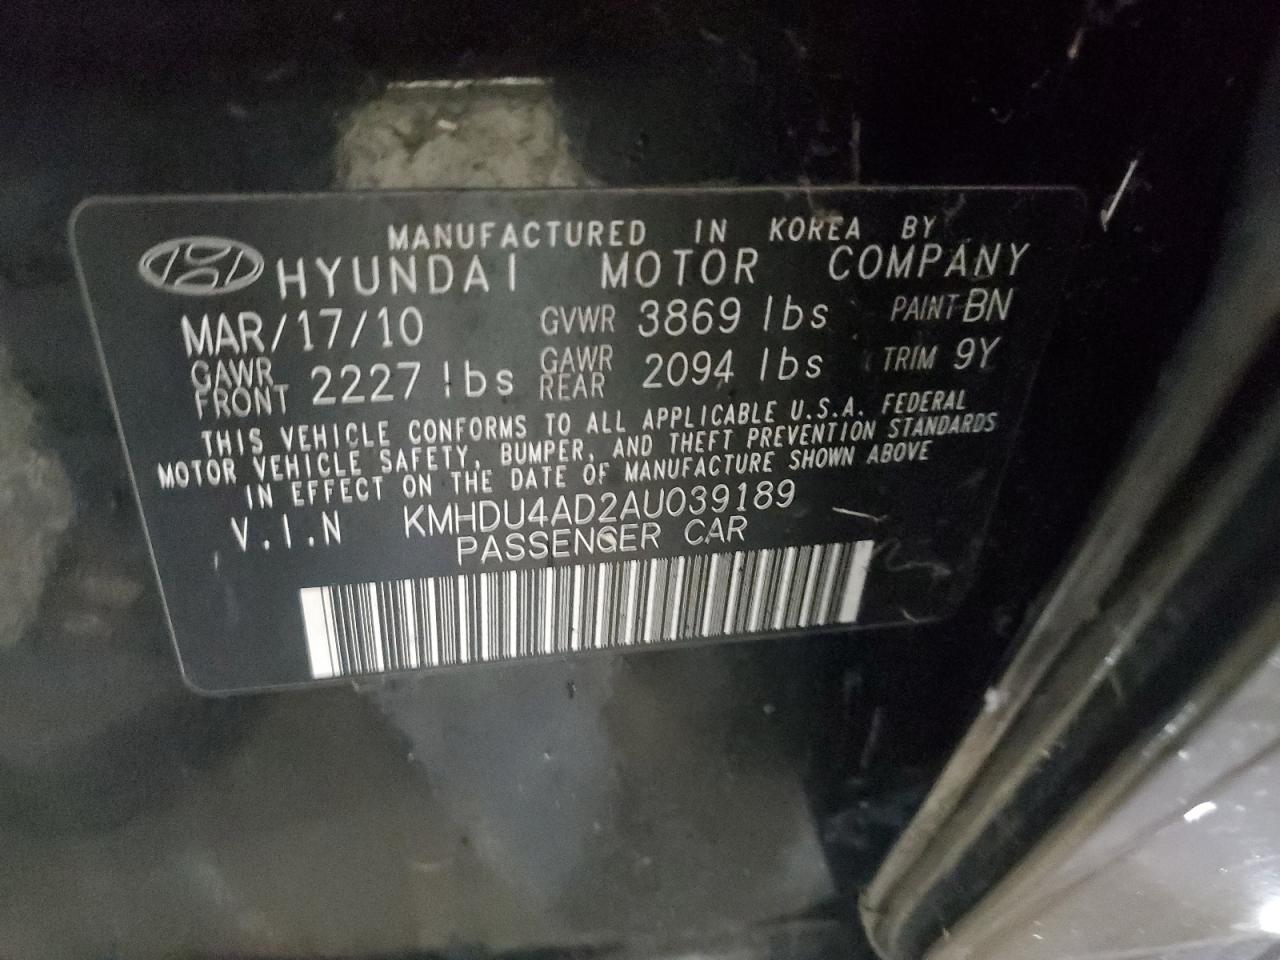 MANUFACTURED IN KOREA BY
HYUNDAI MOTOR COMPANY
MAR/17/10 GVWR 3869 lbs PAINT BN
GAWR FRONT 2227 lbs GAWR REAR 2094 lbs TRIM 9Y
THIS VEHICLE CONFORMS TO ALL APPLICABLE U.S.A. FEDERAL
MOTOR VEHICLE SAFETY, BUMPER, AND THEFT PREVENTION STANDARDS
IN EFFECT ON THE DATE OF MANUFACTURE SHOWN ABOVE
V.I.N KMHDU4AD2AU039189
PASSENGER CAR